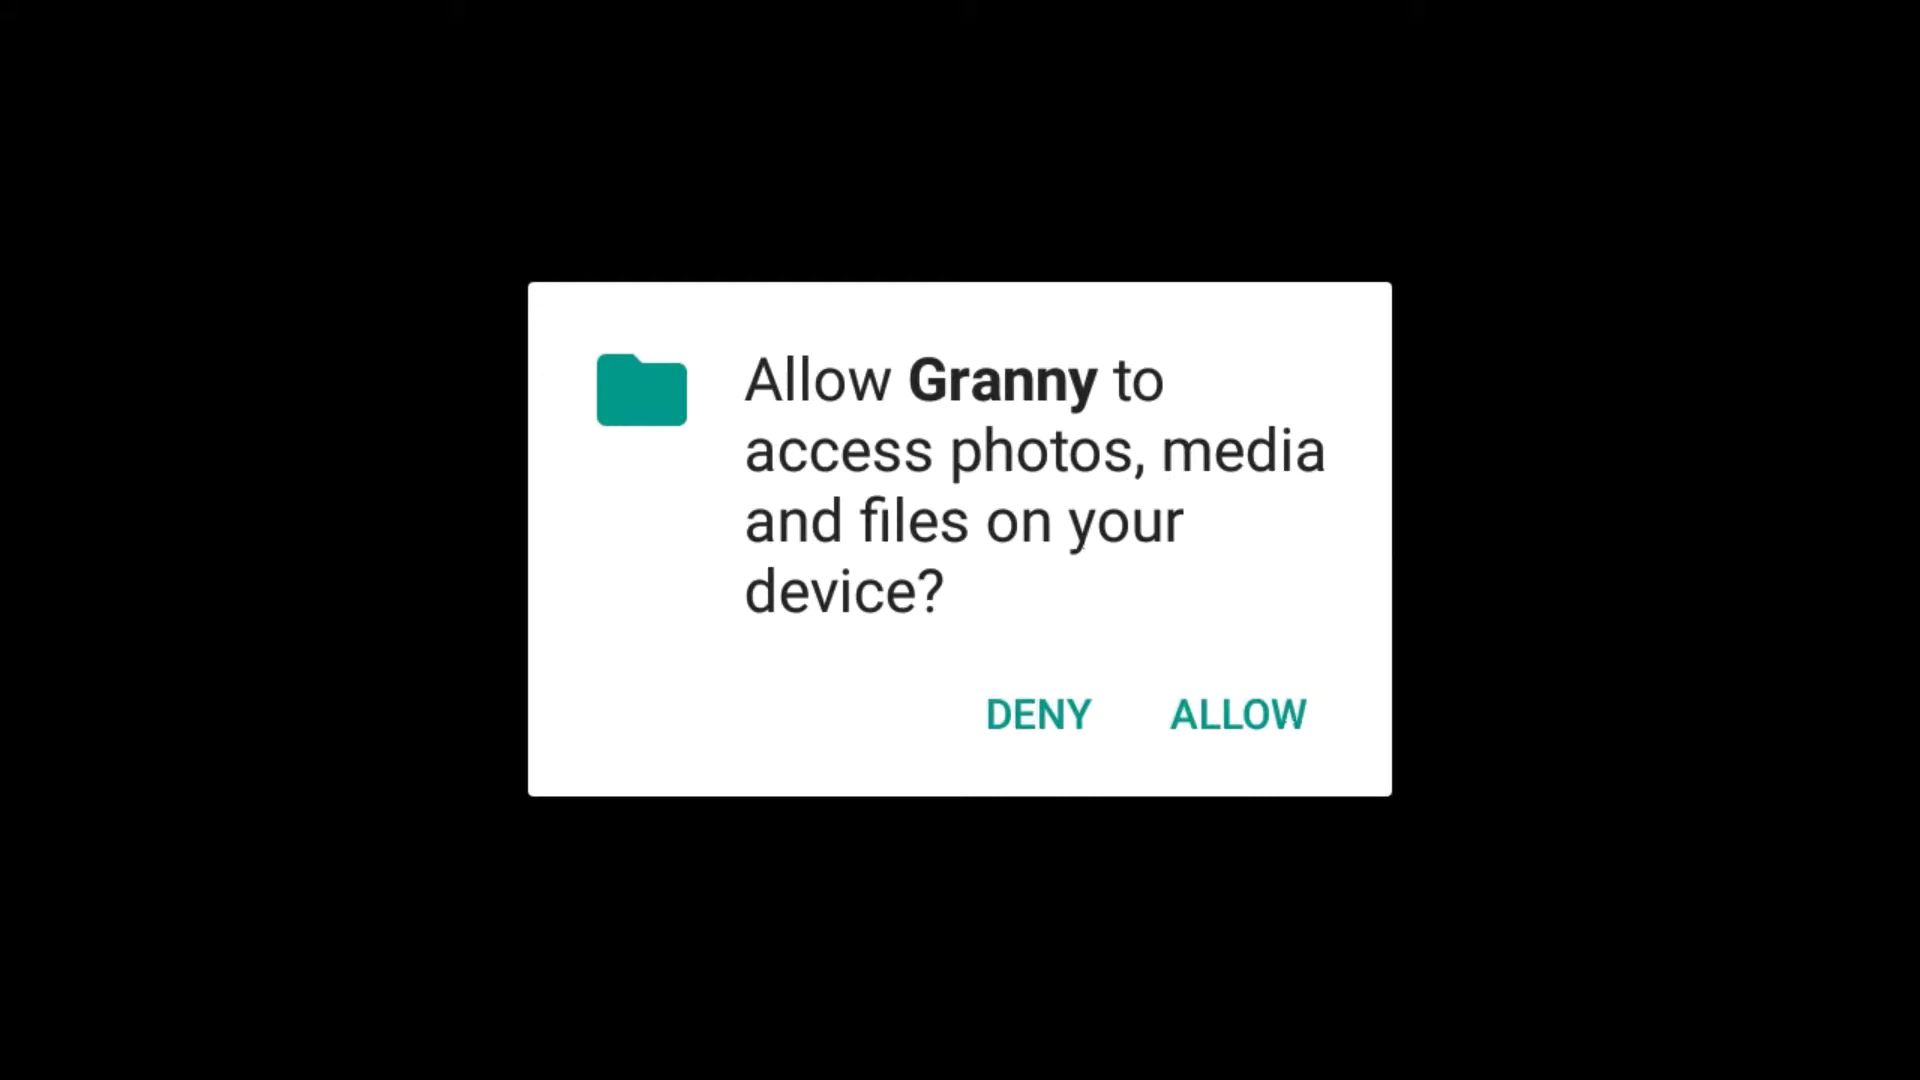 Allow Granny to
access photos, media
and files on your
device?
DENY ALLOW